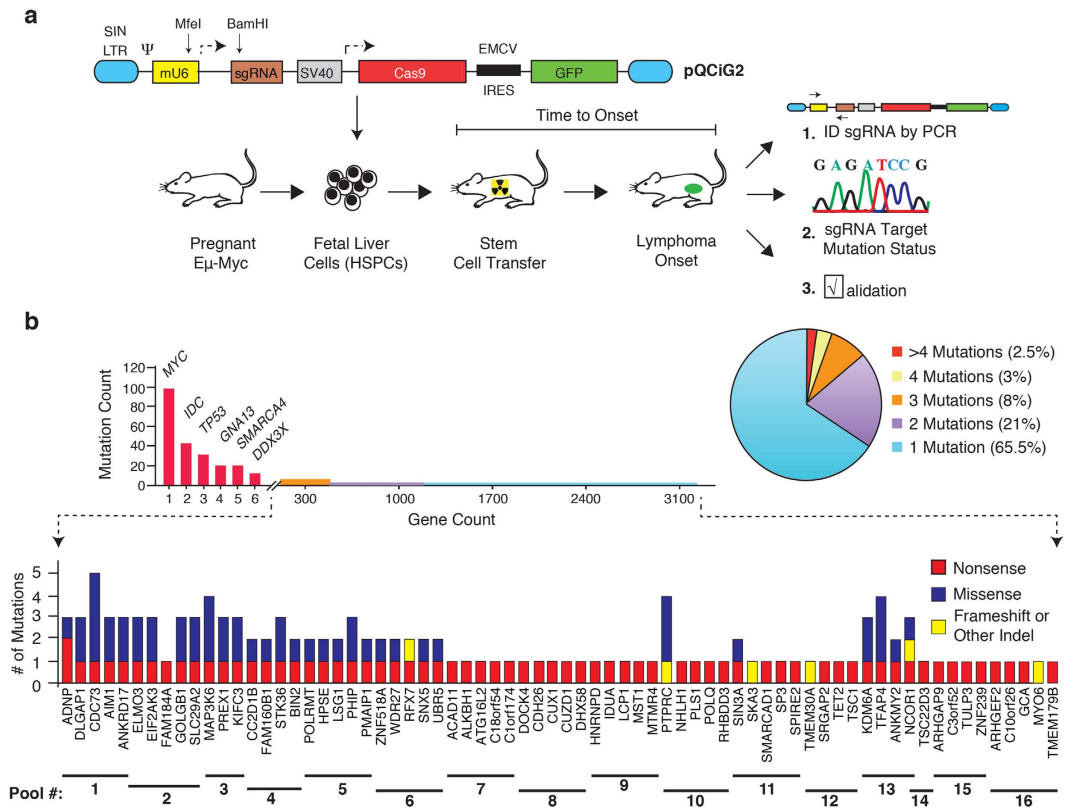 a
SIN
LTR
Ψ
MfeI
BamHI
mU6
sgRNA
SV40
Cas9
EMCV
IRES
GFP
pQCiG2
Time to Onset
Pregnant
Eμ-Myc
Fetal Liver
Cells (HSPCs)
Stem
Cell Transfer
Lymphoma
Onset
1. ID sgRNA by PCR
G A G A T C C G
2. sgRNA Target
Mutation Status
3. √ alidation
b
Mutation Count
120
100
80
60
40
20
0
MYC
IDC
TP53
GNA13
SMARCA4
DDX3X
1 2 3 4 5 6 300 1000 1700 2400 3100
Gene Count
>4 Mutations (2.5%)
4 Mutations (3%)
3 Mutations (8%)
2 Mutations (21%)
1 Mutation (65.5%)
# of Mutations
5
4
3
2
1
0
Nonsense
Missense
Frameshift or
Other Indel
ADNP
DLGAP1
CDC73
AIM1
ANKRD17
ELMO3
EIF2AK3
FAM184A
GOLGB1
SLC29A2
MAP3K6
PREX1
KIFC3
CC2D1B
FAM160B1
STK36
BIN2
POLRMT
HPSE
LSG1
PHIP
PMAIP1
ZNF518A
WDR27
RFX7
SNX5
UBR5
ACAD11
ALKBH1
ATG16L2
C18orf54
C1orf174
DOCK4
CDH26
CUX1
CUZD1
DHX58
HNRNPD
IDUA
LCP1
MST1
MTMR4
PTPRC
NHLH1
PLS1
POLQ
RHBDD3
SIN3A
SKA3
SMARCAD1
SP3
SPIRE2
TMEM30A
SRGAP2
TET2
TSC1
KDM6A
TFAP4
ANKMY2
NCOR1
TSC22D3
ARHGAP9
C3orf52
TULP3
ZNF239
ARHGEF2
C10orf26
GCA
MYO6
TMEM179B
Pool #: 1 2 3 4 5 6 7 8 9 10 11 12 13 14 15 16